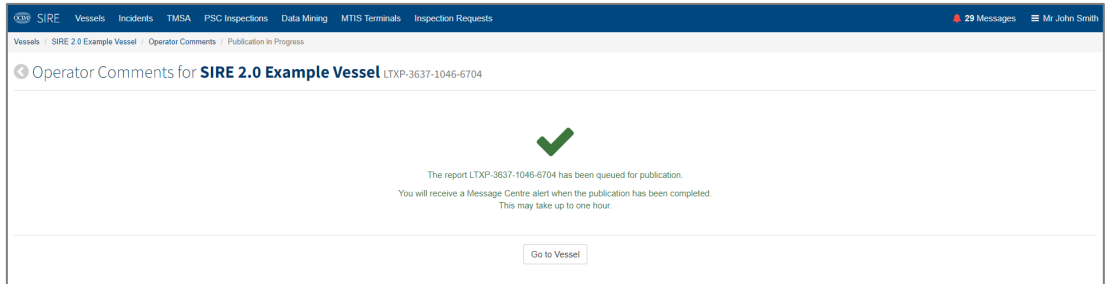 OCIMF SIRE Vessels Incidents TMSA PSC Inspections Data Mining MTIS Terminals Inspection Requests 29 Messages Mr John Smith
Vessels / SIRE 2.0 Example Vessel / Operator Comments / Publication in Progress
Operator Comments for SIRE 2.0 Example Vessel LTXP-3637-1046-6704
The report LTXP-3637-1046-6704 has been queued for publication.
You will receive a Message Centre alert when the publication has been completed.
This may take up to one hour.
Go to Vessel